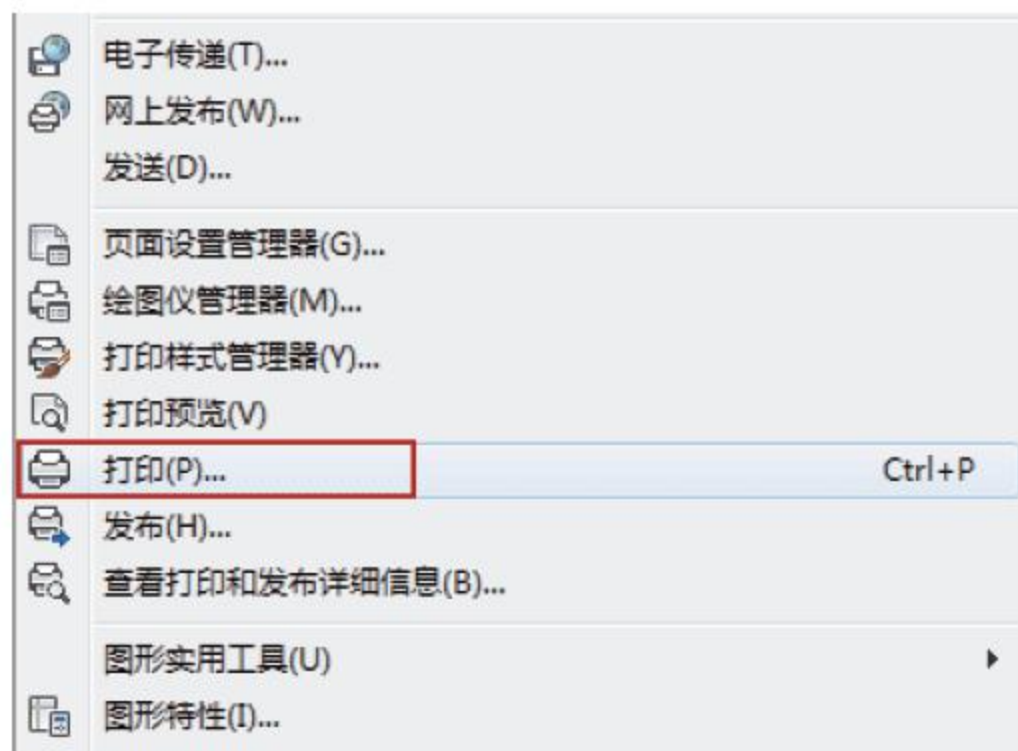 电子传递(T)...
网上发布(W)...
发送(D)...
页面设置管理器(G)...
绘图仪管理器(M)...
打印样式管理器(Y)...
打印预览(V)
打印(P)... Ctrl+P
发布(H)...
查看打印和发布详细信息(B)...
图形实用工具(U)
图形特性(I)...